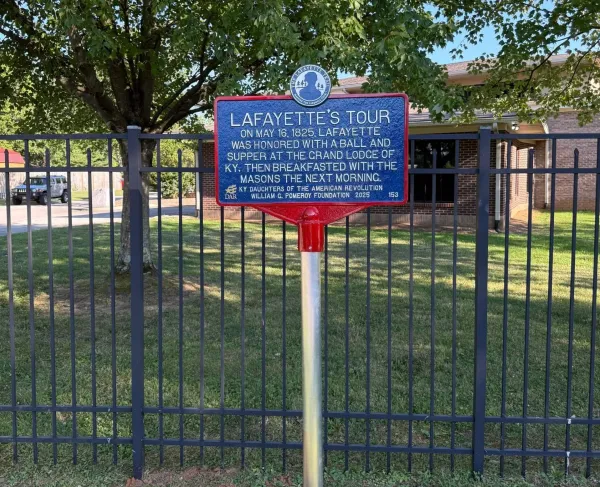 LAFAYETTE'S TOUR
ON MAY 16, 1825, LAFAYETTE
WAS HONORED WITH A BALL AND
SUPPER AT THE GRAND LODGE OF
KY. THEN BREAKFASTED WITH THE
MASONS THE NEXT MORNING.
KY DAUGHTERS OF THE AMERICAN REVOLUTION
WILLIAM G. POMEROY FOUNDATION 2025 153
DAR